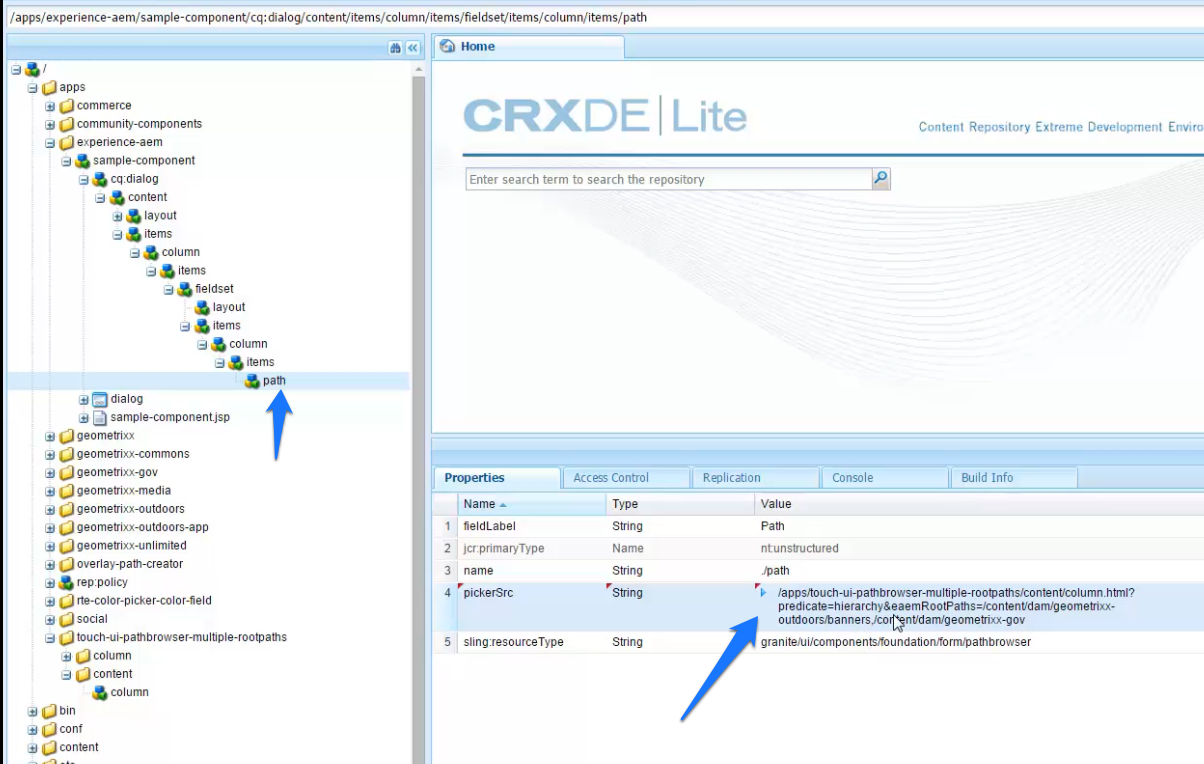 /apps/experience-aem/sample-component/cq:dialog/content/items/column/items/fieldset/items/column/items/path
/
apps
commerce
community-components
experience-aem
sample-component
cq:dialog
content
layout
items
column
items
fieldset
layout
items
column
items
path
dialog
sample-component.jsp
geometrixx
geometrixx-commons
geometrixx-gov
geometrixx-media
geometrixx-outdoors
geometrixx-outdoors-app
geometrixx-unlimited
overlay-path-creator
rep:policy
rte-color-picker-color-field
social
touch-ui-pathbrowser-multiple-rootpaths
column
content
column
bin
conf
content
Home
CRXDE | Lite
Content Repository Extreme Development Enviro
Enter search term to search the repository
Properties Access Control Replication Console Build Info
Name Type Value
1 fieldLabel String Path
2 jcr:primaryType Name nt:unstructured
3 name String ./path
4 pickerSrc String /apps/touch-ui-pathbrowser-multiple-rootpaths/content/column.html?
predicate=hierarchy&eaemRootPaths=/content/dam/geometrixx-
outdoors/banners,/content/dam/geometrixx-gov
5 sling:resourceType String granite/ui/components/foundation/form/pathbrowser